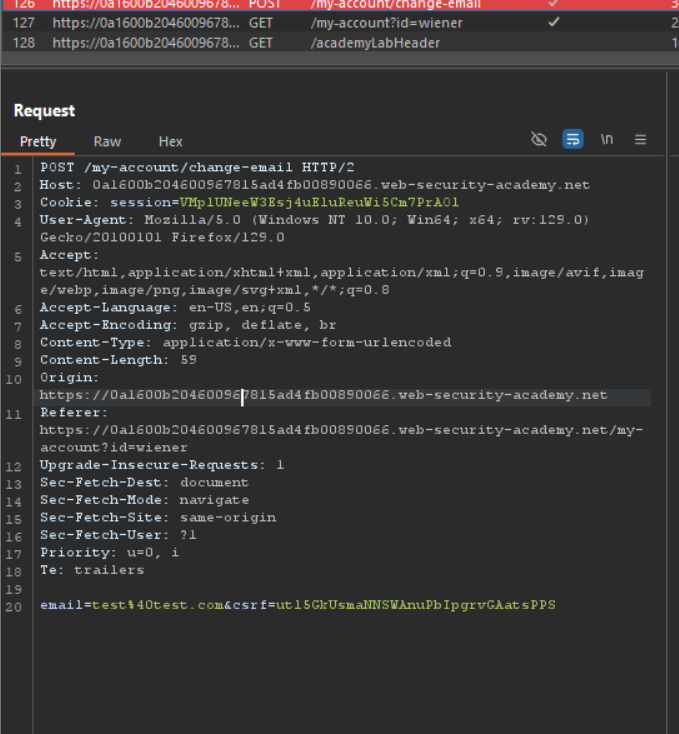 126 https://0a1600b2046009678... POST /my-account/change-email ✓ 3
127 https://0a1600b2046009678... GET /my-account?id=wiener ✓ 2
128 https://0a1600b2046009678... GET /academyLabHeader 1
Request
Pretty Raw Hex \n
1 POST /my-account/change-email HTTP/2
2 Host: 0a1600b204600967815ad4fb00890066.web-security-academy.net
3 Cookie: session=VMplUNeeW3Esj4uEluReuWi5Cm7PrA0l
4 User-Agent: Mozilla/5.0 (Windows NT 10.0; Win64; x64; rv:129.0)
Gecko/20100101 Firefox/129.0
5 Accept:
text/html,application/xhtml+xml,application/xml;q=0.9,image/avif,imag
e/webp,image/png,image/svg+xml,*/*;q=0.8
6 Accept-Language: en-US,en;q=0.5
7 Accept-Encoding: gzip, deflate, br
8 Content-Type: application/x-www-form-urlencoded
9 Content-Length: 59
10 Origin:
https://0a1600b204600967815ad4fb00890066.web-security-academy.net
11 Referer:
https://0a1600b204600967815ad4fb00890066.web-security-academy.net/my-
account?id=wiener
12 Upgrade-Insecure-Requests: 1
13 Sec-Fetch-Dest: document
14 Sec-Fetch-Mode: navigate
15 Sec-Fetch-Site: same-origin
16 Sec-Fetch-User: ?1
17 Priority: u=0, i
18 Te: trailers
19
20 email=test%40test.com&csrf=utl5GkUsmaNNSWAnuPbIpgrvGAatsPPS